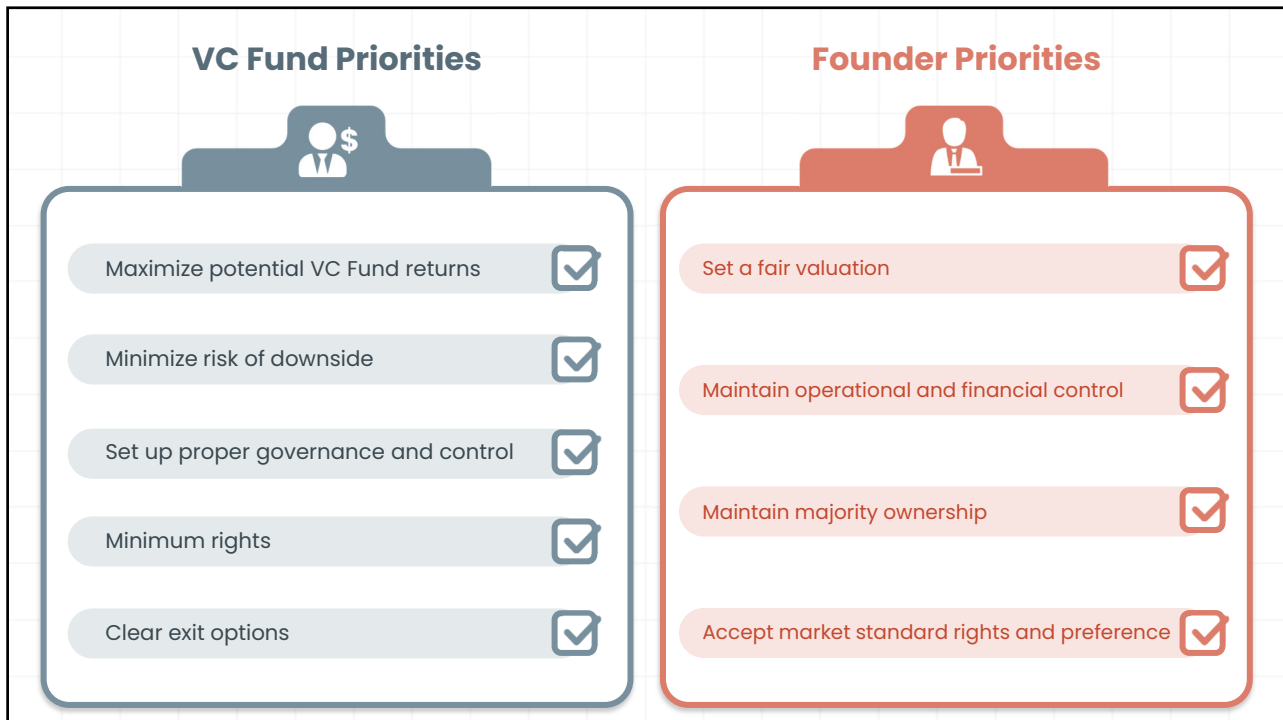 VC Fund Priorities
$
Maximize potential VC Fund returns
Minimize risk of downside
Set up proper governance and control
Minimum rights
Clear exit options
Founder Priorities
Set a fair valuation
Maintain operational and financial control
Maintain majority ownership
Accept market standard rights and preference